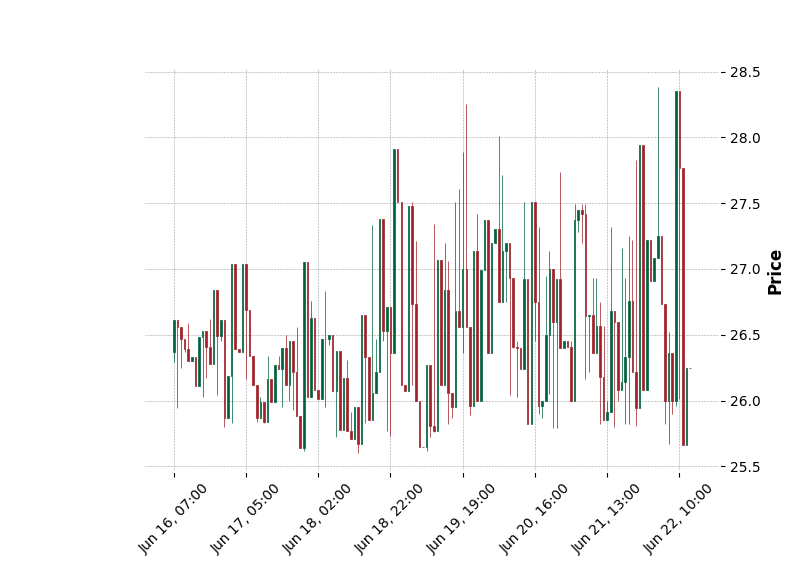 28.5
28.0
27.5
27.0
26.5
26.0
25.5
Price
Jun 16, 07:00
Jun 17, 05:00
Jun 18, 02:00
Jun 18, 22:00
Jun 19, 19:00
Jun 20, 16:00
Jun 21, 13:00
Jun 22, 10:00